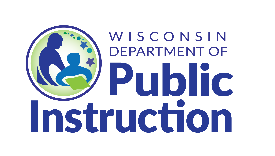 WISCONSIN
DEPARTMENT OF
Public
Instruction